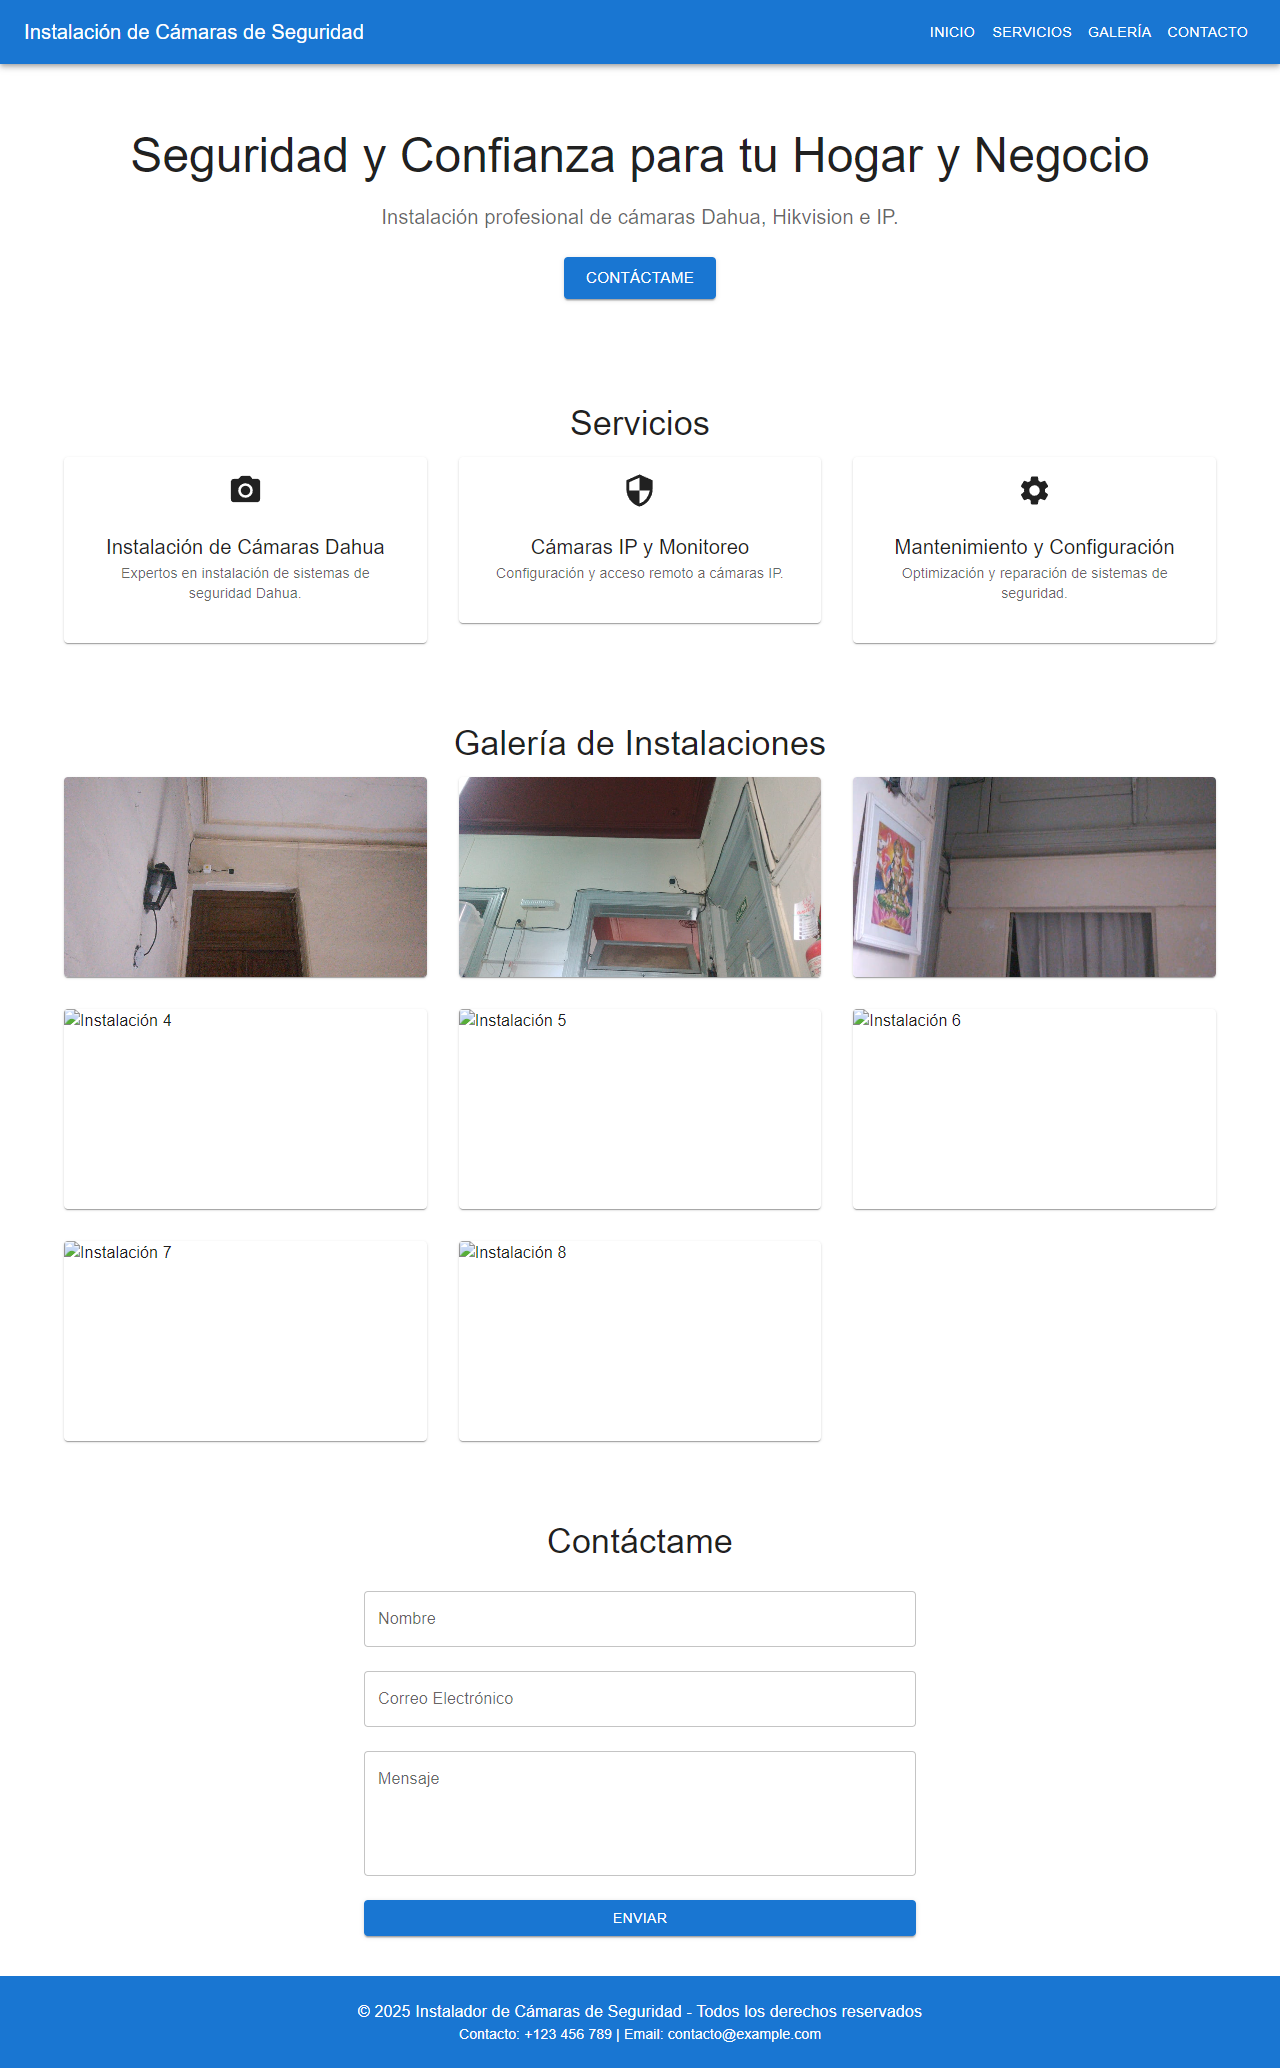 Instalación de Cámaras de Seguridad
INICIO SERVICIOS GALERÍA CONTACTO
Seguridad y Confianza para tu Hogar y Negocio
Instalación profesional de cámaras Dahua, Hikvision e IP.
CONTÁCTAME
Servicios
Instalación de Cámaras Dahua
Expertos en instalación de sistemas de
seguridad Dahua.
Cámaras IP y Monitoreo
Configuración y acceso remoto a cámaras IP.
Mantenimiento y Configuración
Optimización y reparación de sistemas de
seguridad.
Galería de Instalaciones
Instalación 4
Instalación 5
Instalación 6
Instalación 7
Instalación 8
Contáctame
Nombre
Correo Electrónico
Mensaje
ENVIAR
© 2025 Instalador de Cámaras de Seguridad - Todos los derechos reservados
Contacto: +123 456 789 | Email: contacto@example.com